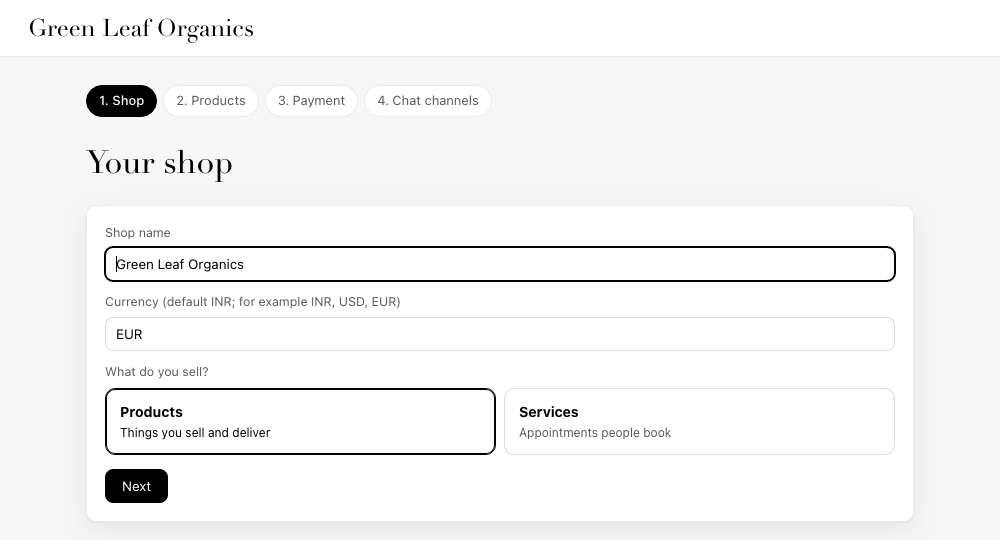 Green Leaf Organics
1. Shop
2. Products
3. Payment
4. Chat channels
Your shop
Shop name
Green Leaf Organics
Currency (default INR; for example INR, USD, EUR)
EUR
What do you sell?
Products
Things you sell and deliver
Services
Appointments people book
Next